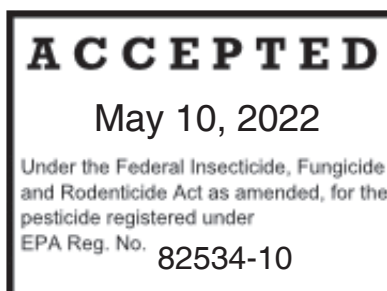 ACCEPTED
May 10, 2022
Under the Federal Insecticide, Fungicide
and Rodenticide Act as amended, for the
pesticide registered under
EPA Reg. No. 82534-10